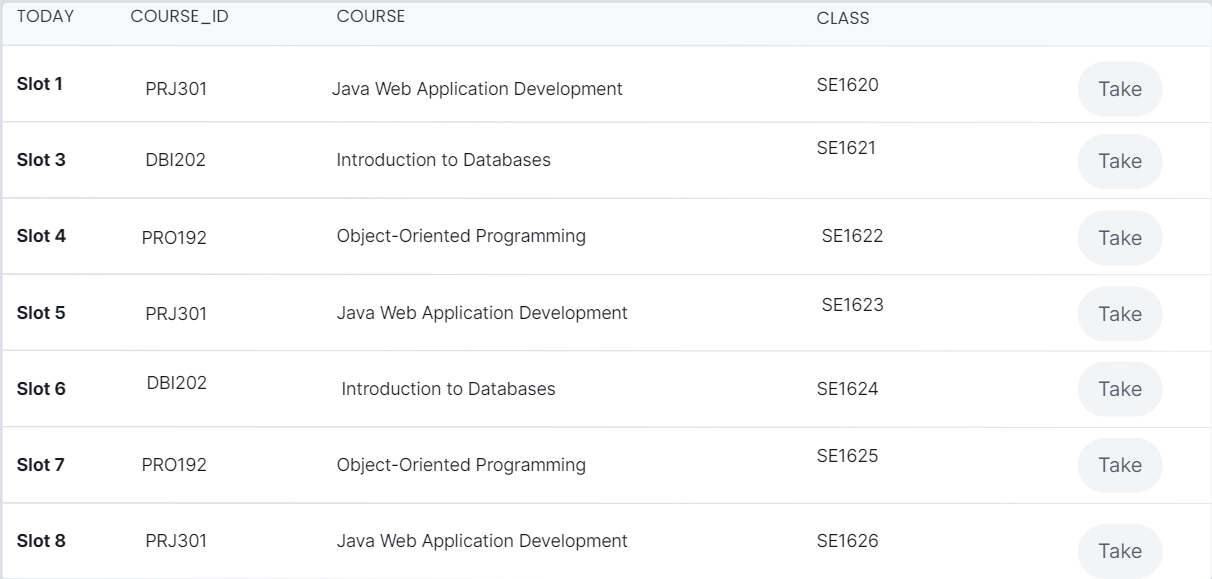 TODAY COURSE_ID COURSE CLASS
Slot 1 PRJ301 Java Web Application Development SE1620 Take
Slot 3 DBI202 Introduction to Databases SE1621 Take
Slot 4 PRO192 Object-Oriented Programming SE1622 Take
Slot 5 PRJ301 Java Web Application Development SE1623 Take
Slot 6 DBI202 Introduction to Databases SE1624 Take
Slot 7 PRO192 Object-Oriented Programming SE1625 Take
Slot 8 PRJ301 Java Web Application Development SE1626 Take